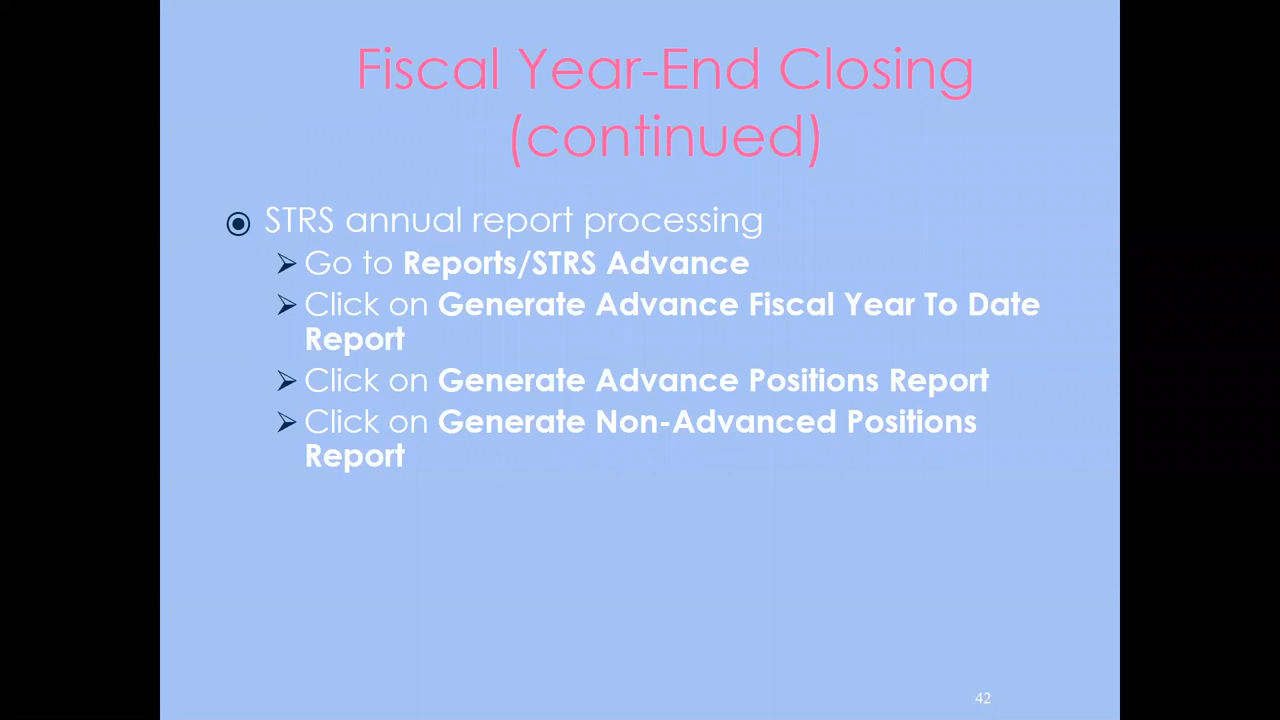 Fiscal Year-End Closing
(continued)
STRS annual report processing
Go to Reports/STRS Advance
Click on Generate Advance Fiscal Year To Date
Report
Click on Generate Advance Positions Report
Click on Generate Non-Advanced Positions
Report
42